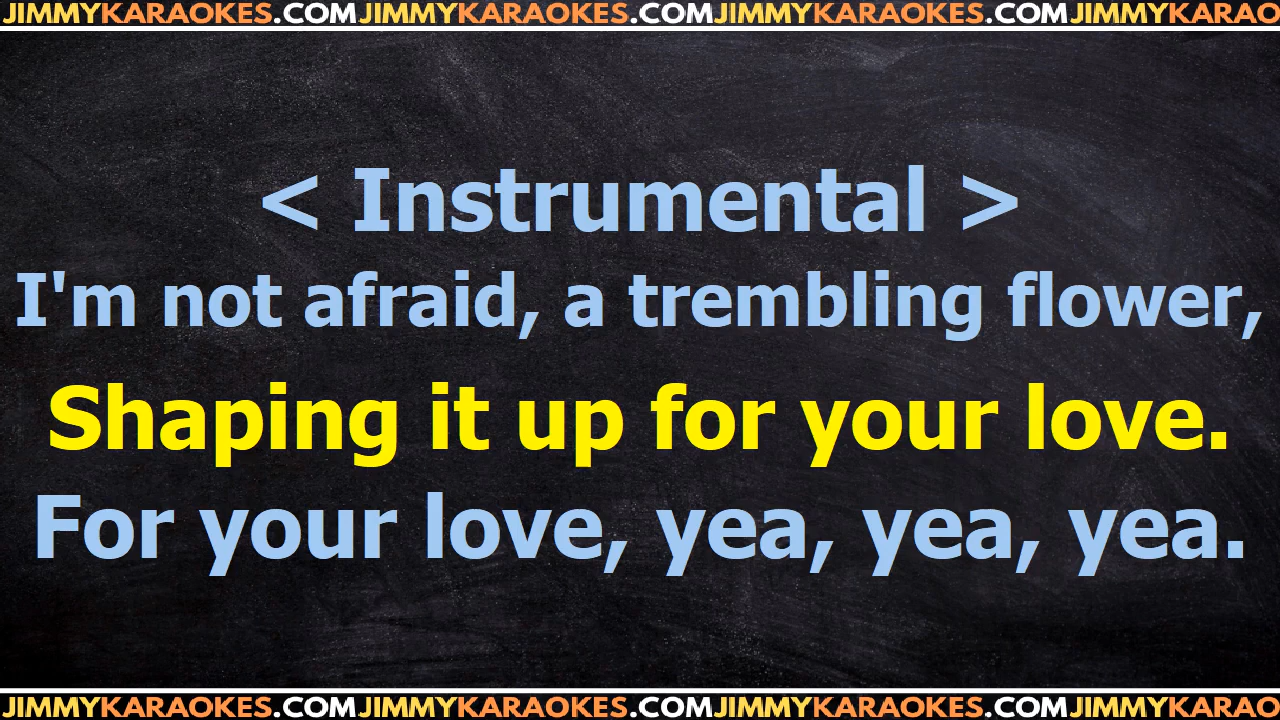 JIMMYKARAOKES.COMJIMMYKARAOKES.COMJIMMYKARAOKES.COMJIMMYKARAO
< Instrumental >
I'm not afraid, a trembling flower,
Shaping it up for your love.
For your love, yea, yea, yea.
JIMMYKARAOKES.COMJIMMYKARAOKES.COMJIMMYKARAOKES.COMJIMMYKARAO